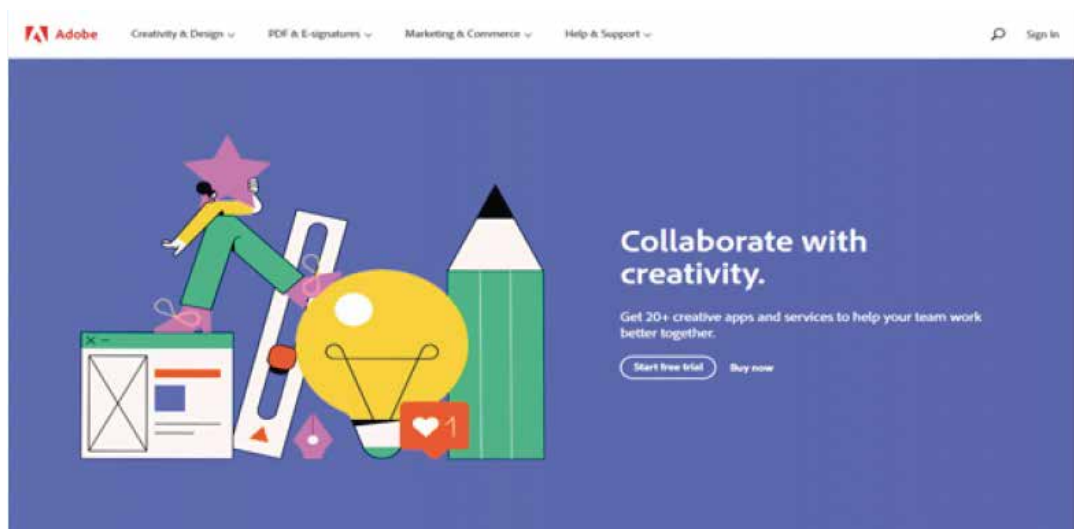 Adobe
Creativity & Design
PDF & E-signatures
Marketing & Commerce
Help & Support
Sign In
Collaborate with
creativity.
Get 20+ creative apps and services to help your team work
better together.
Start free trial
Buy now
1